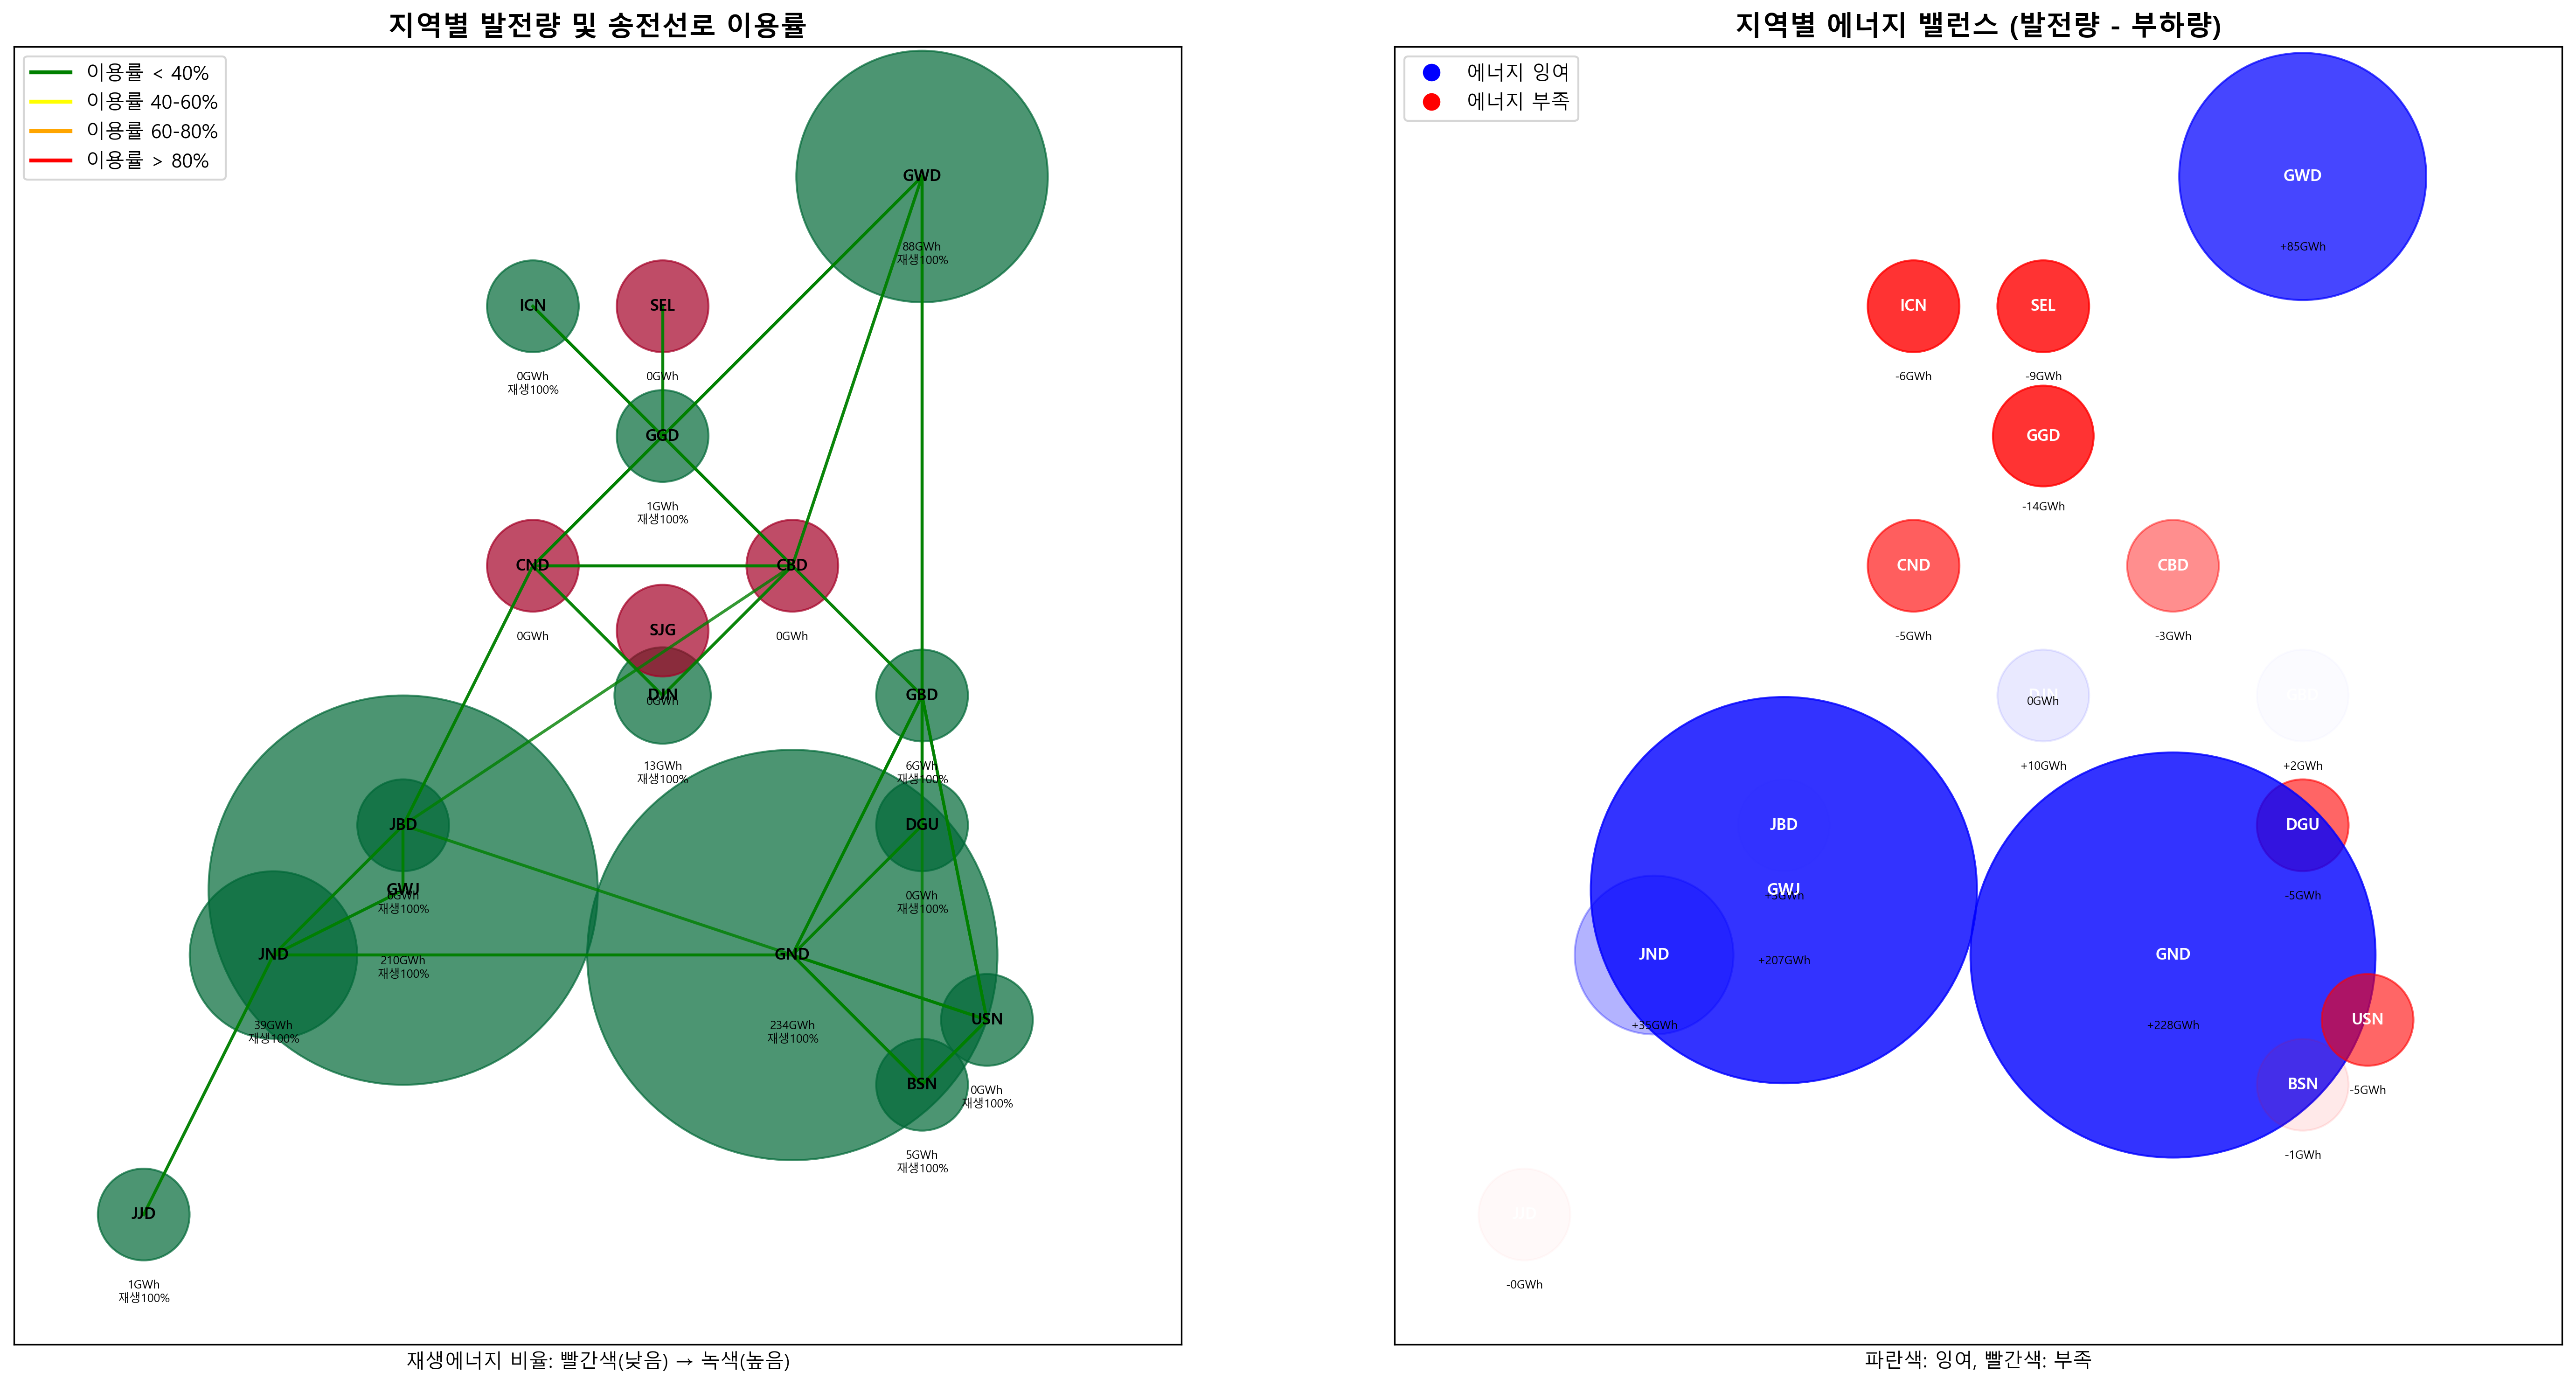 지역별 발전량 및 송전선로 이용률
이용률 < 40%
이용률 40-60%
이용률 60-80%
이용률 > 80%
GWD
88GWh
재생100%
ICN
SEL
0GWh
재생100%
0GWh
GGD
1GWh
재생100%
CND
CBD
0GWh
0GWh
SJG
DJN
0GWh
GBD
13GWh
재생100%
6GWh
재생100%
JBD
DGU
GWJ
재생100%
0GWh
재생100%
JND
GND
210GWh
재생100%
39GWh
재생100%
234GWh
재생100%
USN
BSN
0GWh
재생100%
5GWh
재생100%
JJD
1GWh
재생100%
재생에너지 비율: 빨간색(낮음) → 녹색(높음)
지역별 에너지 밸런스 (발전량 - 부하량)
에너지 잉여
에너지 부족
GWD
+85GWh
ICN
SEL
-6GWh
-9GWh
GGD
-14GWh
CND
CBD
-5GWh
-3GWh
0GWh
+10GWh
+2GWh
JBD
DGU
GWJ
+3GWh
-5GWh
JND
GND
+207GWh
+35GWh
+228GWh
USN
BSN
-5GWh
-1GWh
-0GWh
파란색: 잉여, 빨간색: 부족